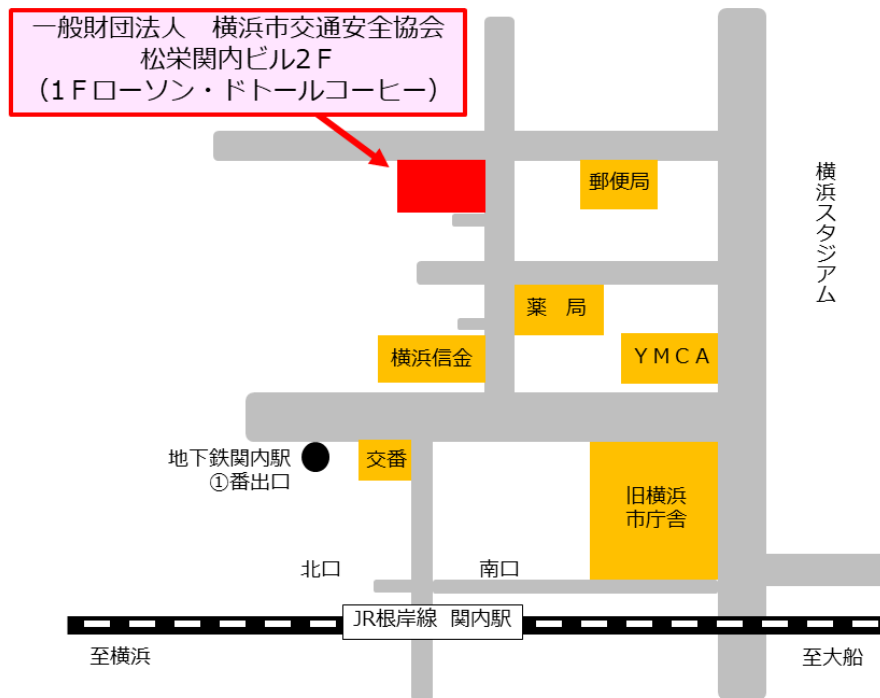 一般財団法人　横浜市交通安全協会
松栄関内ビル2Ｆ
（1Ｆローソン・ドトールコーヒー）
郵便局
横浜スタジアム
薬　局
横浜信金
ＹＭＣＡ
地下鉄関内駅
①番出口
交番
旧横浜
市庁舎
北口
南口
JR根岸線 関内駅
至横浜
至大船